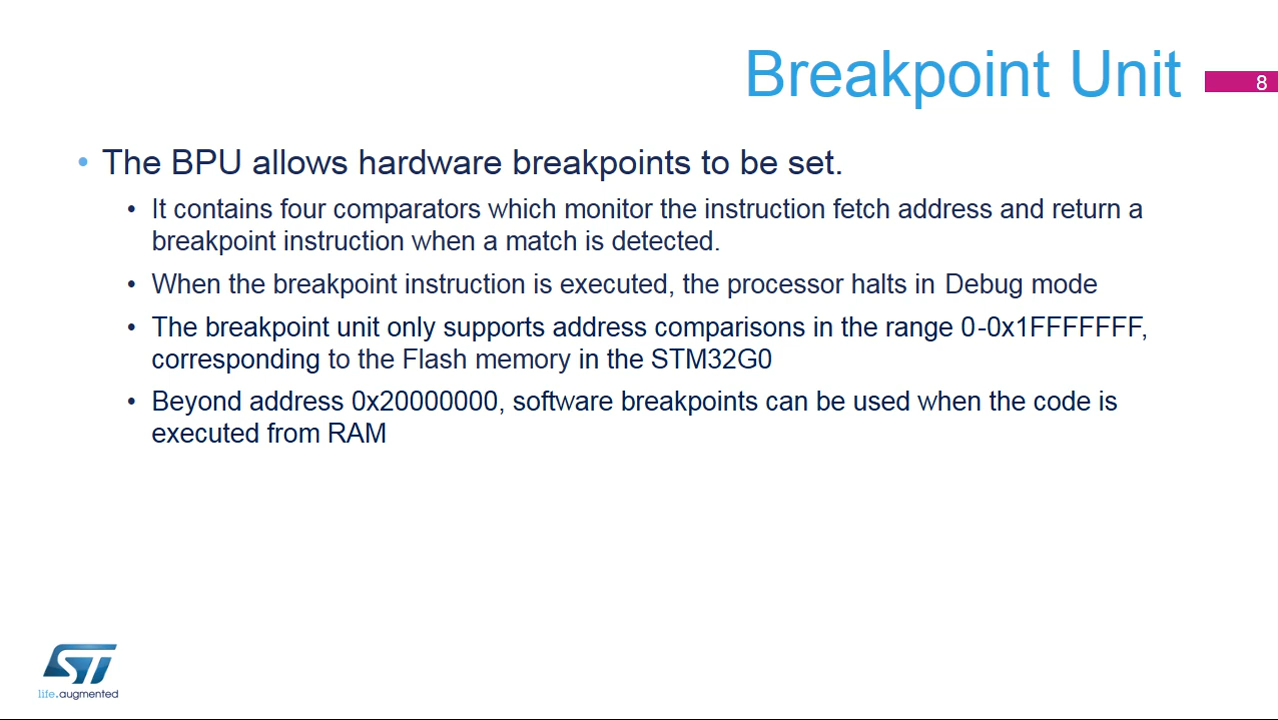 Breakpoint Unit
8
• The BPU allows hardware breakpoints to be set.
• It contains four comparators which monitor the instruction fetch address and return a
breakpoint instruction when a match is detected.
• When the breakpoint instruction is executed, the processor halts in Debug mode
• The breakpoint unit only supports address comparisons in the range 0-0x1FFFFFFF,
corresponding to the Flash memory in the STM32G0
• Beyond address 0x20000000, software breakpoints can be used when the code is
executed from RAM
ST
life.augmented